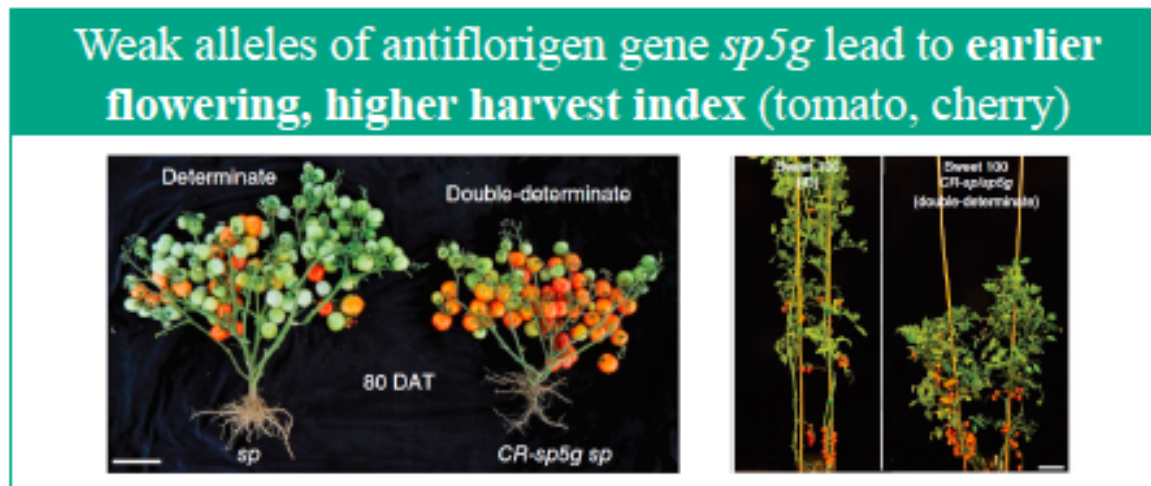 Weak alleles of antiflorigen gene sp5g lead to earlier
flowering, higher harvest index (tomato, cherry)
Determinate
Double-determinate
80 DAT
sp
CR-sp5g sp
Sweet 100
Sweet 100
CR-sp/sp5g
(double-determinate)